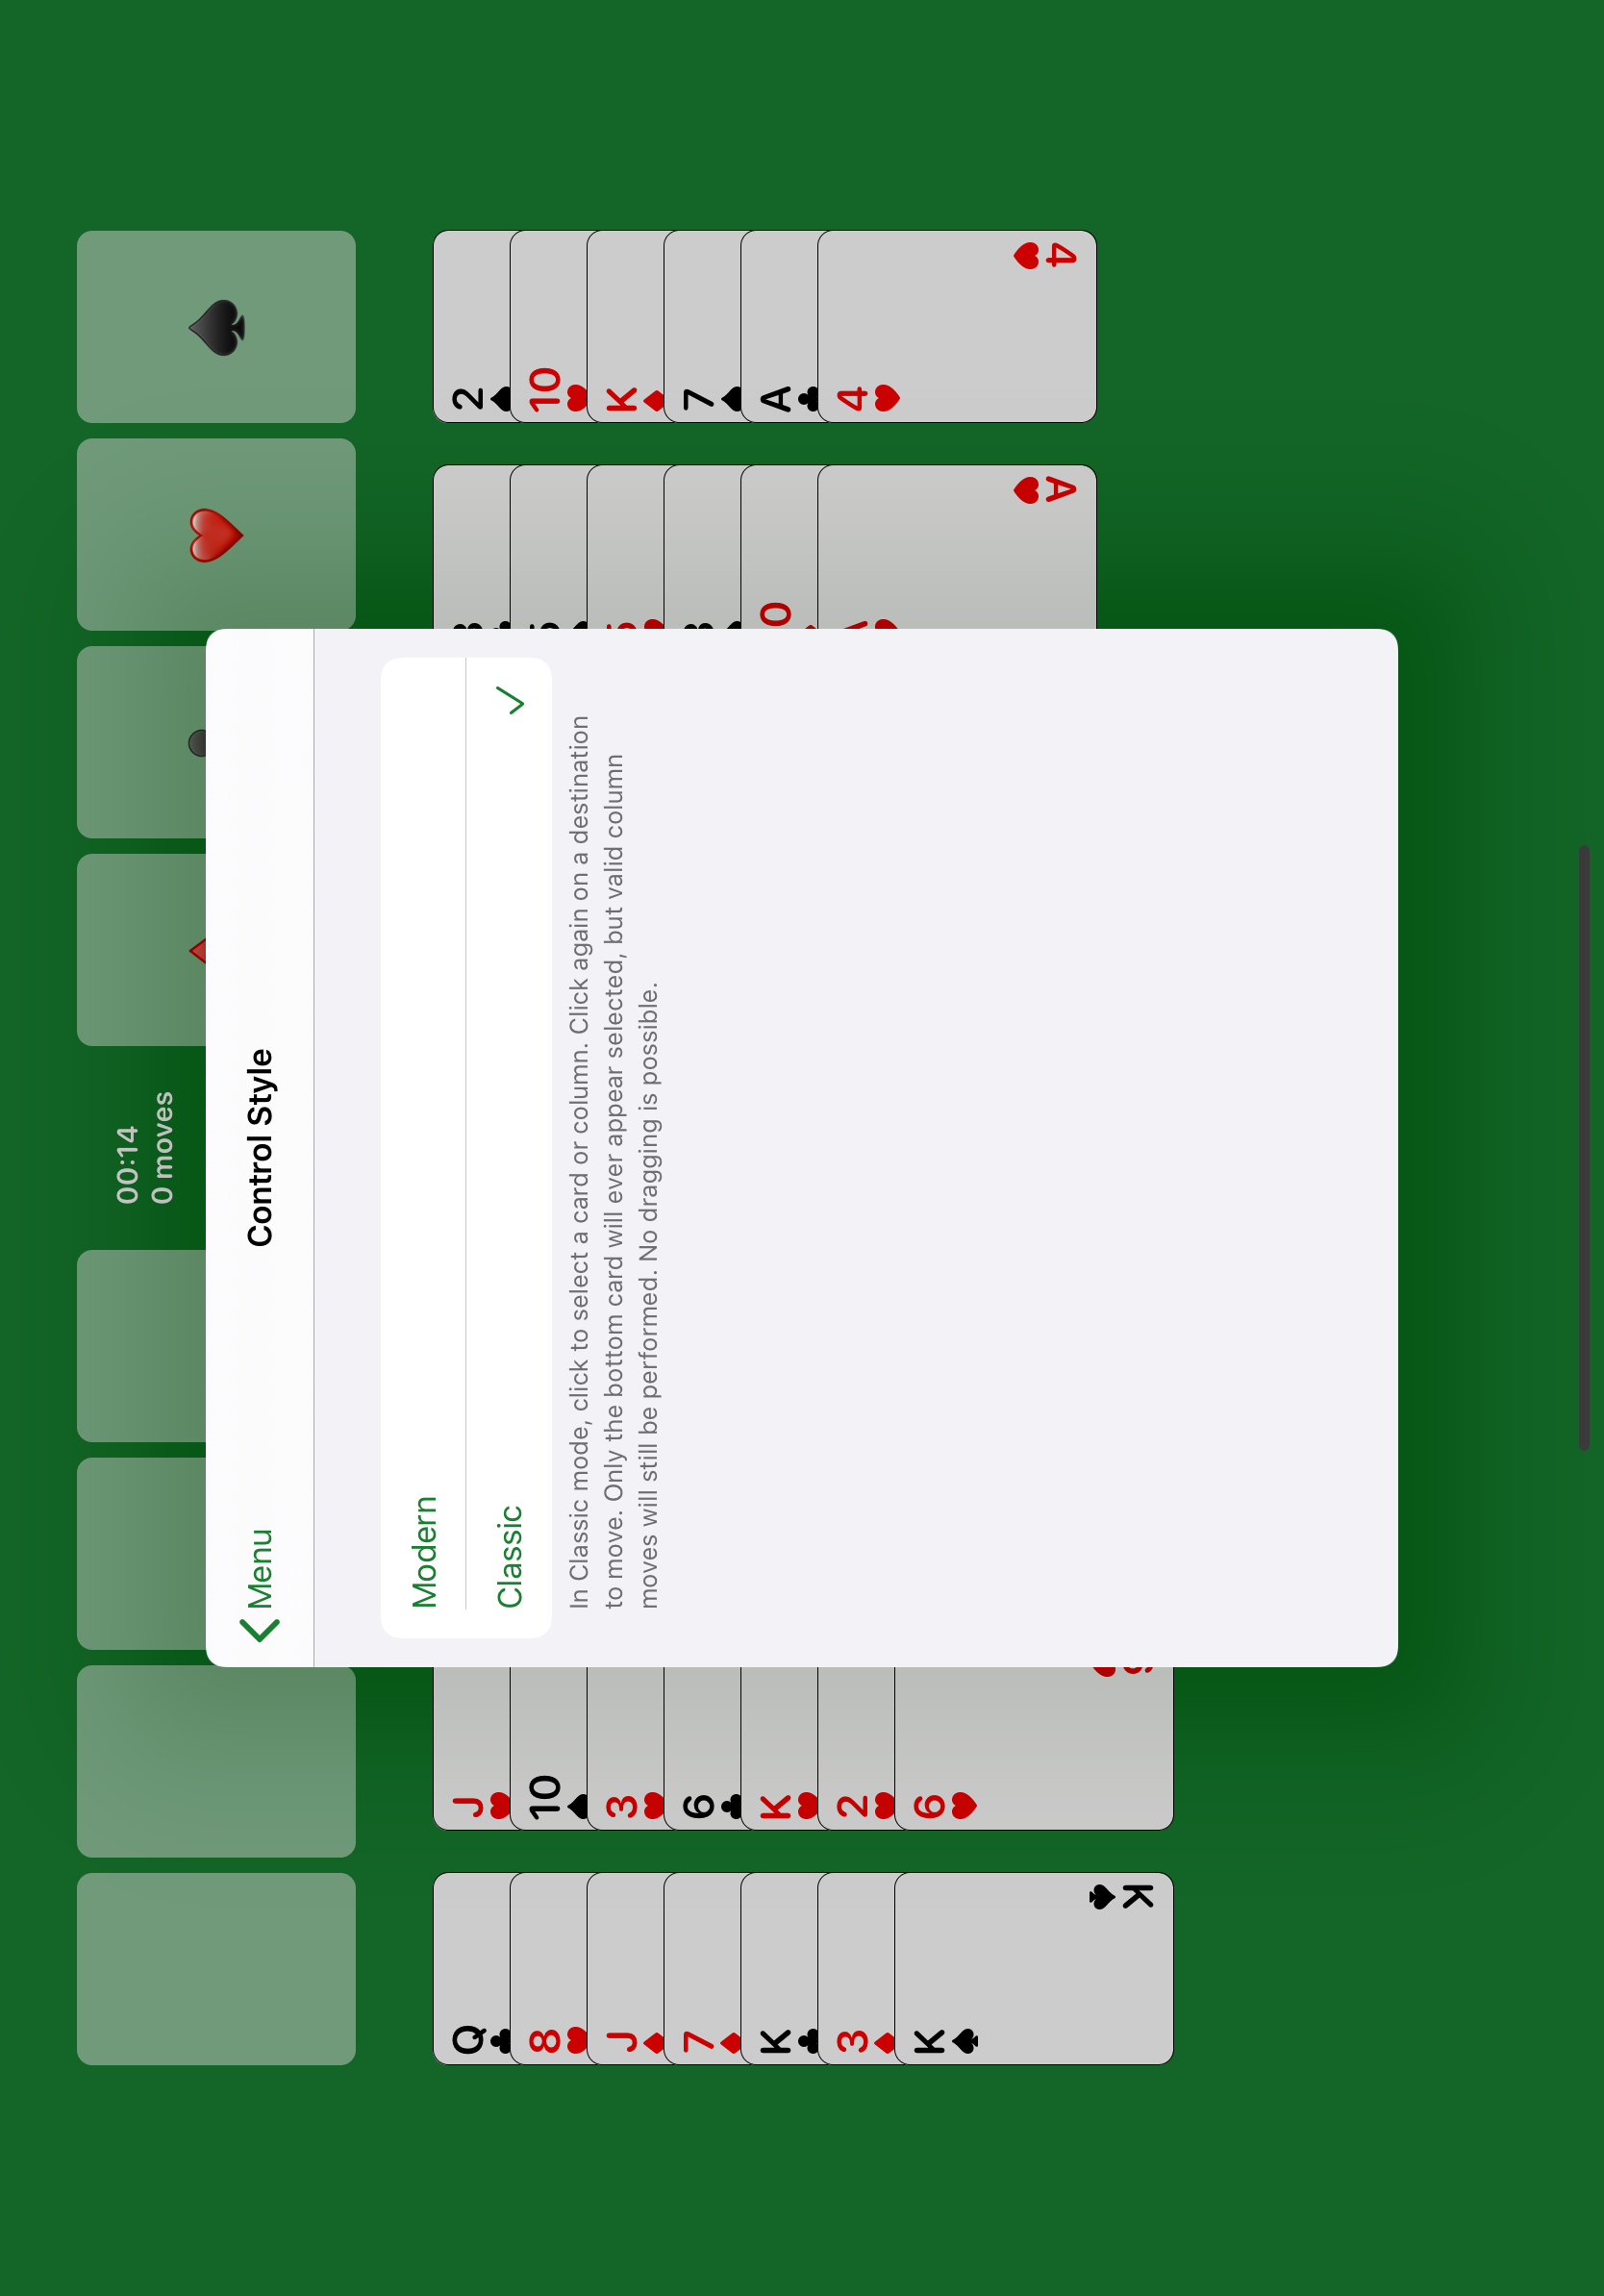 00:14
0 moves
Menu
Control Style
Modern
Classic
In Classic mode, click to select a card or column. Click again on a destination
to move. Only the bottom card will ever appear selected, but valid column
moves will still be performed. No dragging is possible.
Q
8
J
7
K
3
K
K
J
10
3
6
K
2
6
A
2
10
K
7
A
4
4